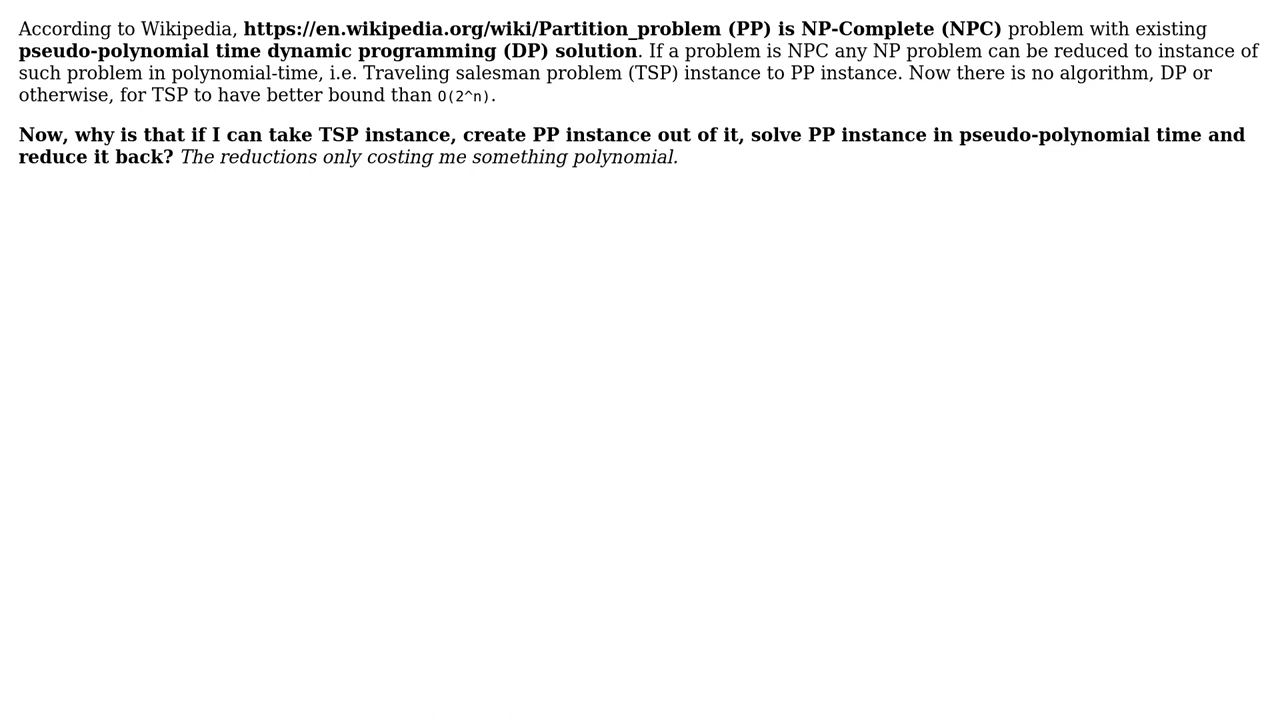 According to Wikipedia, https://en.wikipedia.org/wiki/Partition_problem (PP) is NP-Complete (NPC) problem with existing
pseudo-polynomial time dynamic programming (DP) solution. If a problem is NPC any NP problem can be reduced to instance of
such problem in polynomial-time, i.e. Traveling salesman problem (TSP) instance to PP instance. Now there is no algorithm, DP or
otherwise, for TSP to have better bound than O(2^n).
Now, why is that if I can take TSP instance, create PP instance out of it, solve PP instance in pseudo-polynomial time and
reduce it back? The reductions only costing me something polynomial.